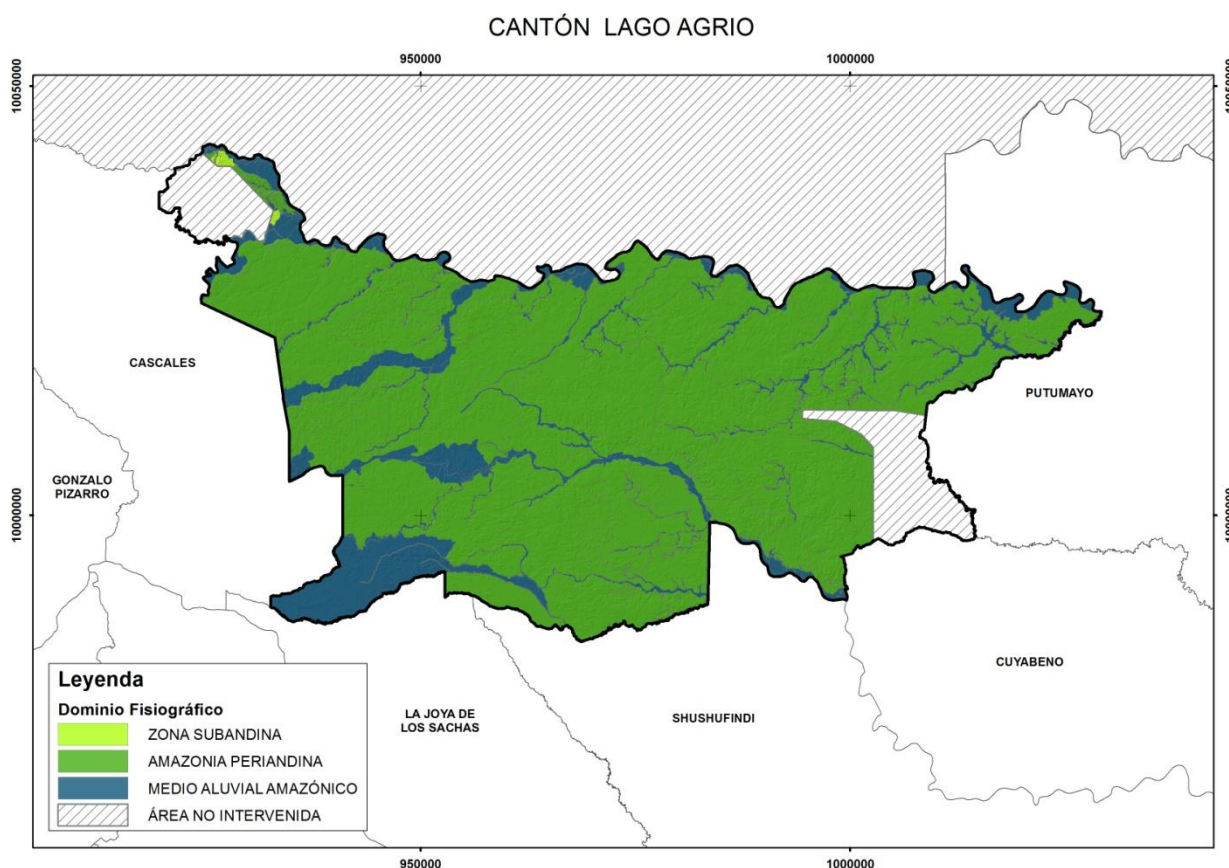 CANTÓN LAGO AGRIO
950000
1000000
10050000
10050000
CASCALES
PUTUMAYO
GONZALO
PIZARRO
10000000
10000000
CUYABENO
LA JOYA DE
LOS SACHAS
SHUSHUFINDI
Leyenda
Dominio Fisiográfico
ZONA SUBANDINA
AMAZONIA PERIANDINA
MEDIO ALUVIAL AMAZÓNICO
ÁREA NO INTERVENIDA
950000
1000000